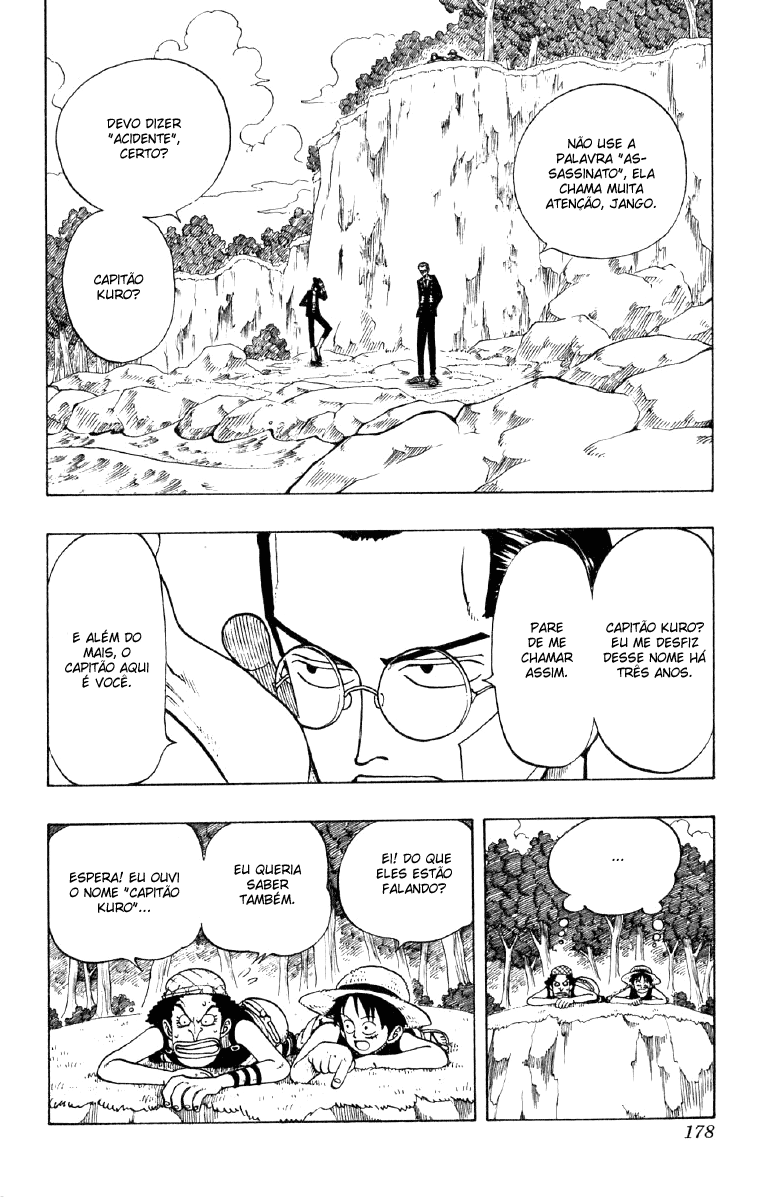 NÃO USE A
PALAVRA "AS-
SASSINATO", ELA
CHAMA MUITA
ATENÇÃO, JANGO.
DEVO DIZER
"ACIDENTE",
CERTO?
CAPITÃO
KURO?
CAPITÃO KURO?
EU ME DESFIZ
DESSE NOME HÁ
TRÊS ANOS.
PARE
DE ME
CHAMAR
ASSIM.
E ALÉM DO
MAIS, O
CAPITÃO AQUI
É VOCÊ.
...
EI! DO QUE
ELES ESTÃO
FALANDO?
EU QUERIA
SABER
TAMBÉM.
ESPERA! EU OUVI
O NOME "CAPITÃO
KURO"...
178